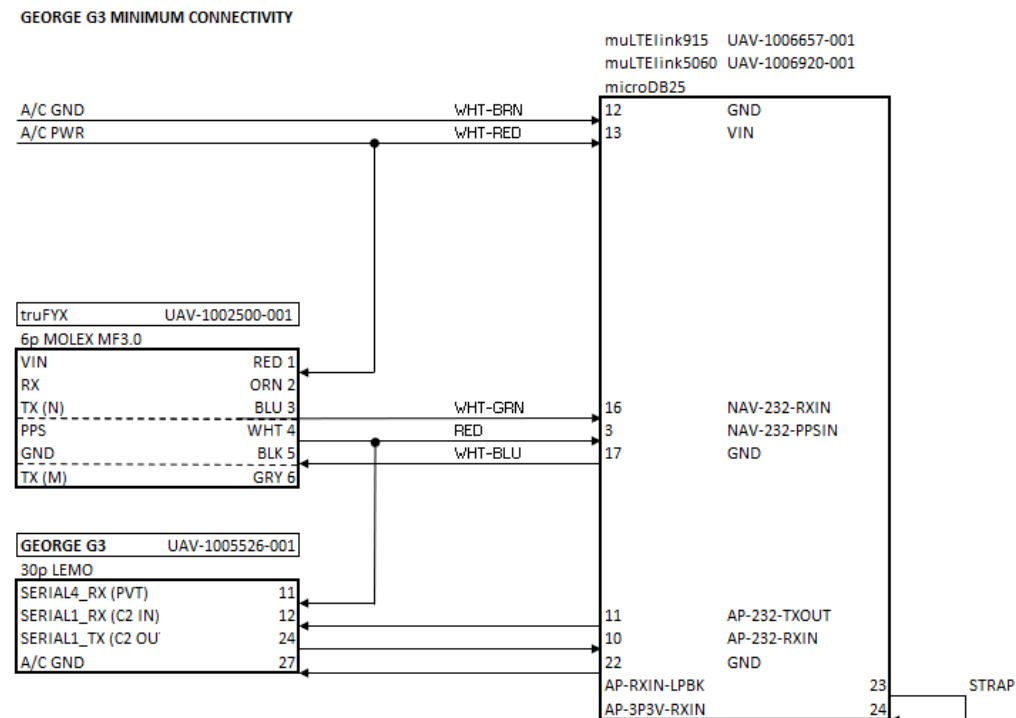 GEORGE G3 MINIMUM CONNECTIVITY
muLTElink915 UAV-1006657-001
muLTElink5060 UAV-1006920-001
microDB25
A/C GND WHT-BRN 12 GND
A/C PWR WHT-RED 13 VIN
truFYX UAV-1002500-001
6p MOLEX MF3.0
VIN RED 1
RX ORN 2
TX (N) BLU 3 WHT-GRN 16 NAV-232-RXIN
PPS WHT 4 RED 3 NAV-232-PPSIN
GND BLK 5 WHT-BLU 17 GND
TX (M) GRY 6
GEORGE G3 UAV-1005526-001
30p LEMO
SERIAL4_RX (PVT) 11
SERIAL1_RX (C2 IN) 12 11 AP-232-TXOUT
SERIAL1_TX (C2 OU 24 10 AP-232-RXIN
A/C GND 27 22 GND
AP-RXIN-LPBK 23 STRAP
AP-3P3V-RXIN 24